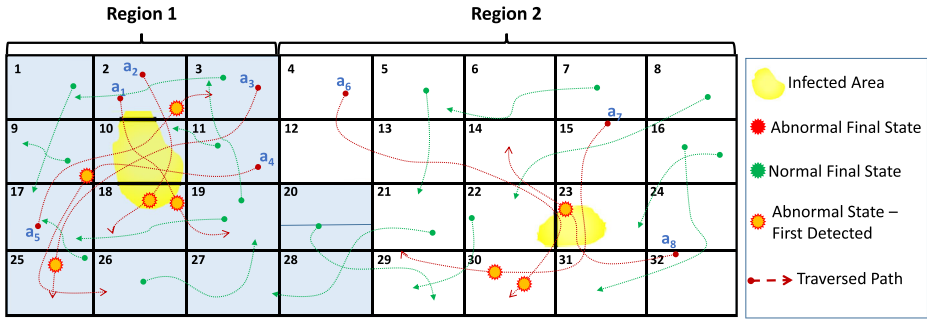 Region 1
Region 2
1
2
3
4
5
6
7
8
a2
a1
a3
a6
a7
9
10
11
12
13
14
15
16
a4
17
18
19
20
21
22
23
24
a5
a8
25
26
27
28
29
30
31
32
Infected Area
Abnormal Final State
Normal Final State
Abnormal State –
First Detected
Traversed Path